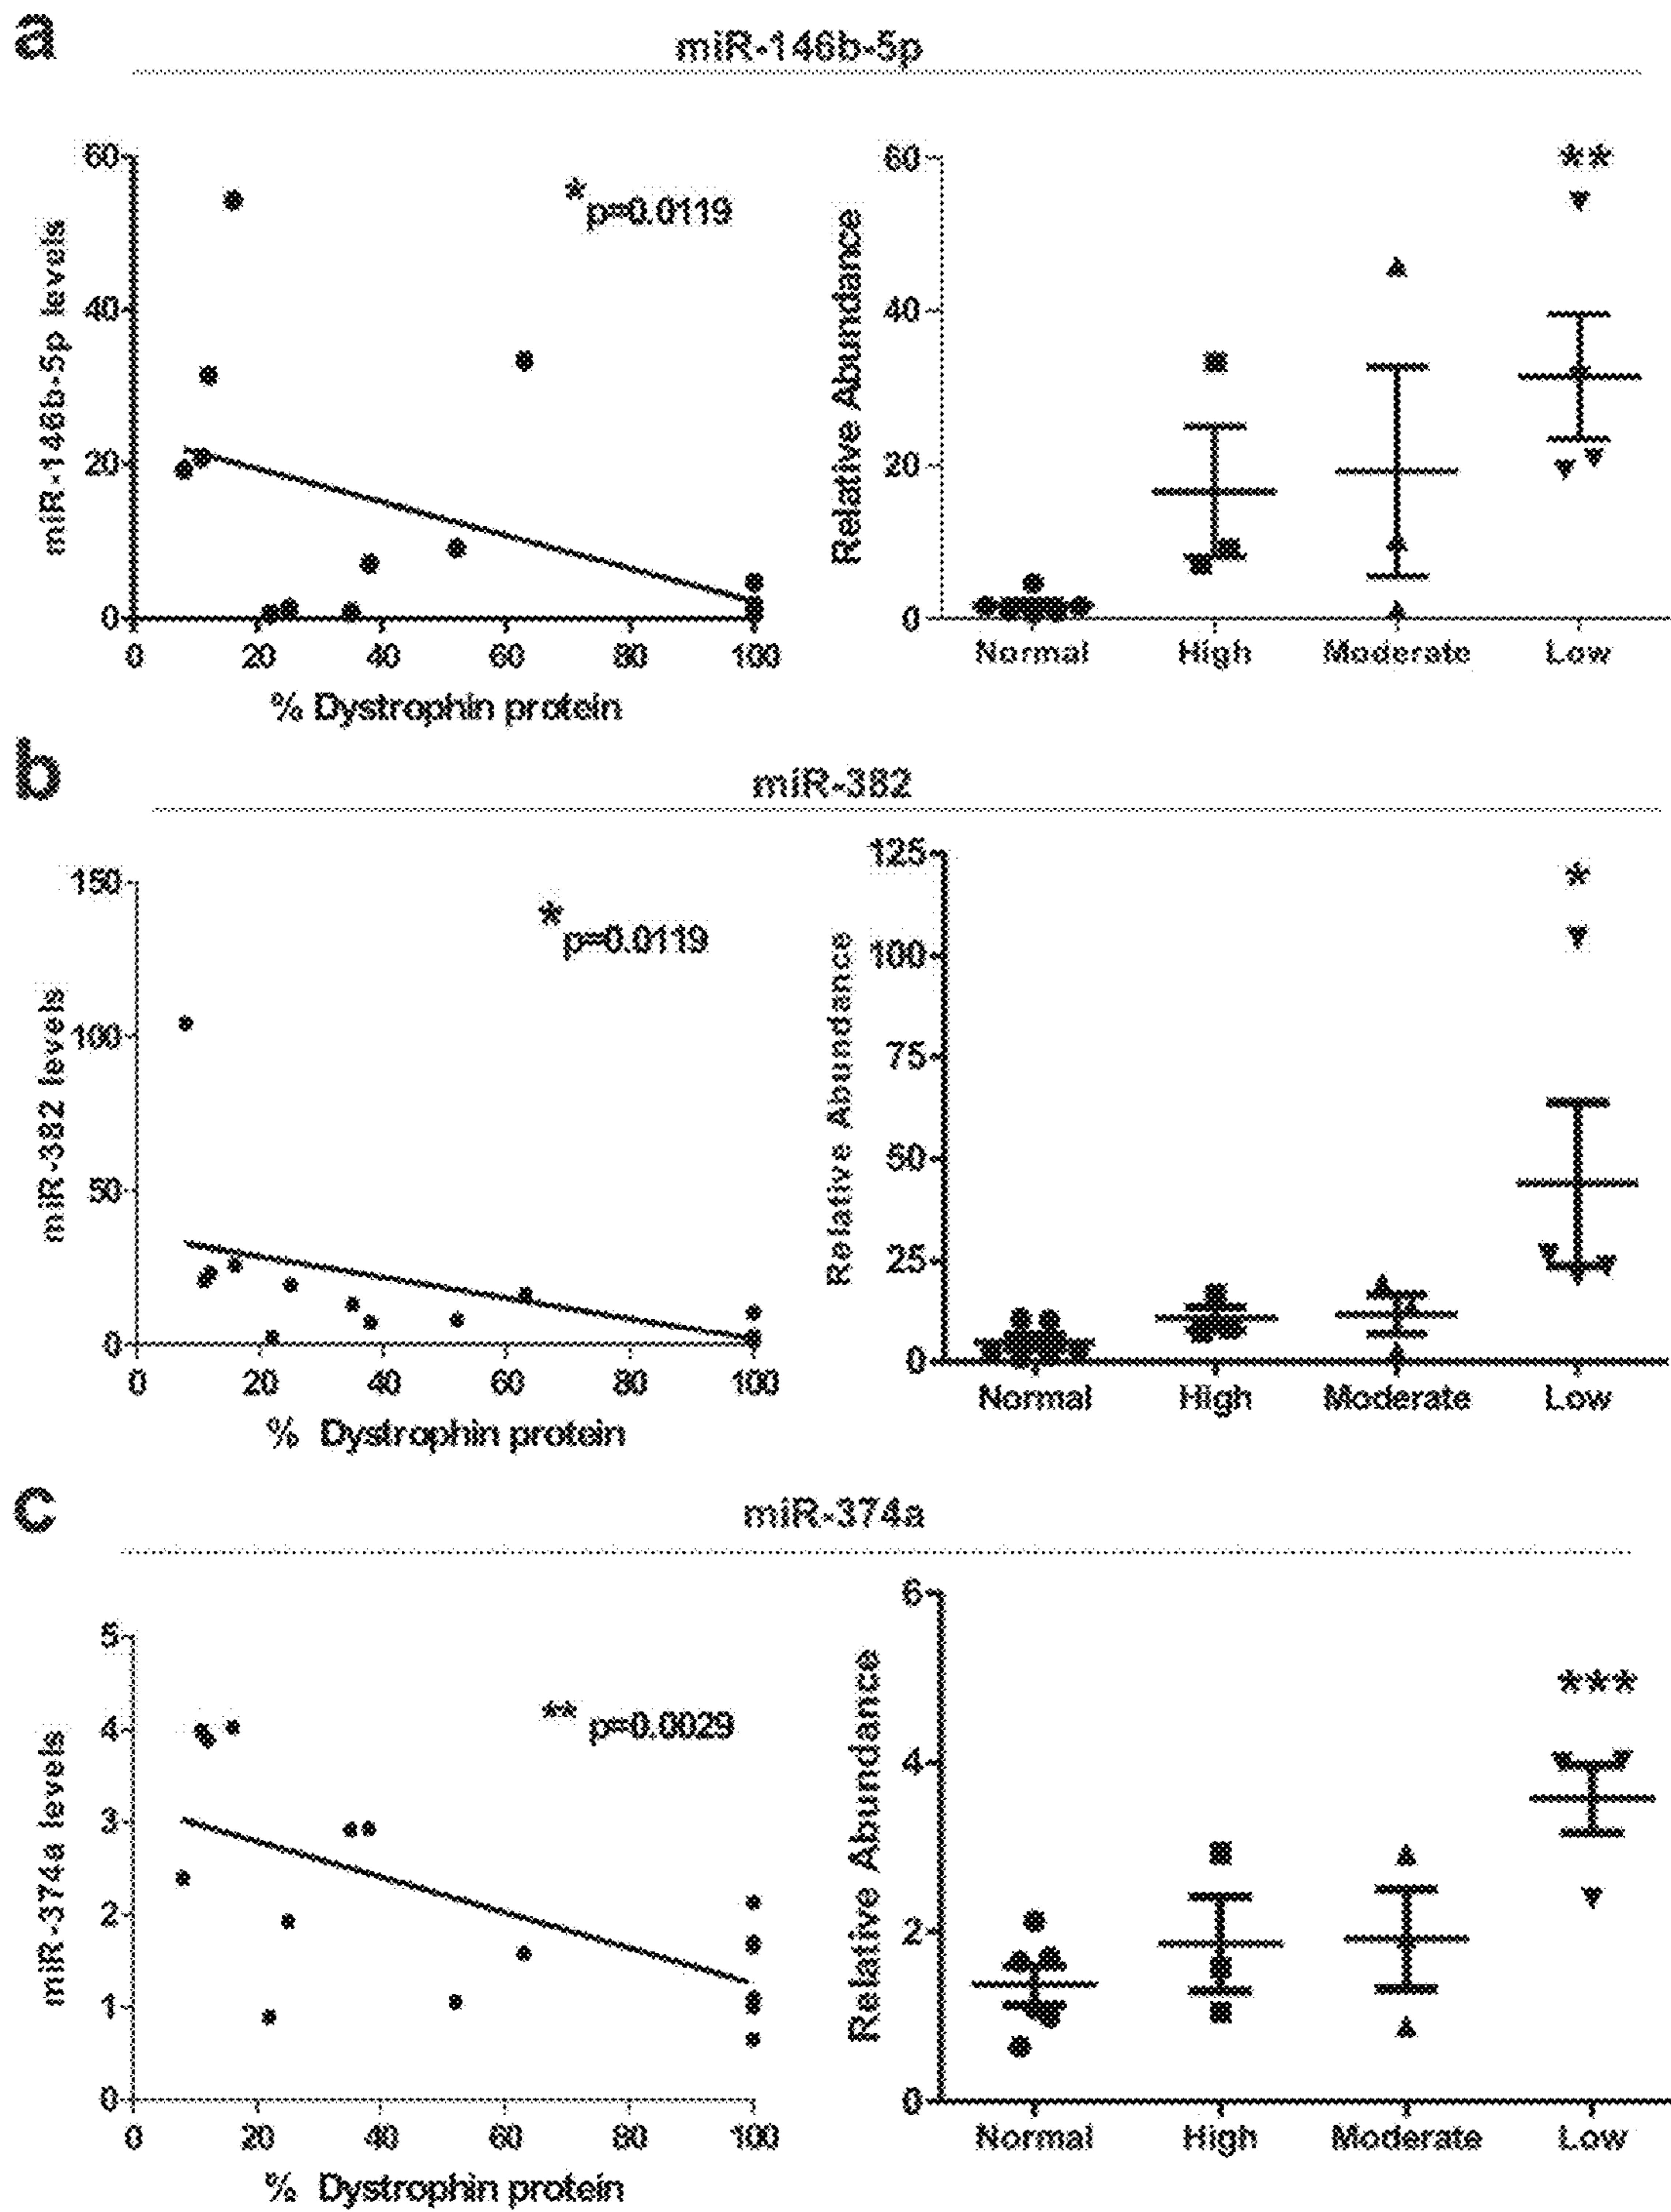 a
miR-146b-5p
miR-146b-5p levels
60
40
20
0
* p=0.0119
0 20 40 60 80 100
% Dystrophin protein
Relative Abundance
60
40
20
0
**
Normal High Moderate Low
b
miR-382
miR-382 levels
150
100
50
0
* p=0.0119
0 20 40 60 80 100
% Dystrophin protein
Relative Abundance
125
100
75
50
25
0
*
Normal High Moderate Low
c
miR-374a
miR-374a levels
5
4
3
2
1
0
** p=0.0029
0 20 40 60 80 100
% Dystrophin protein
Relative Abundance
6
4
2
0
***
Normal High Moderate Low